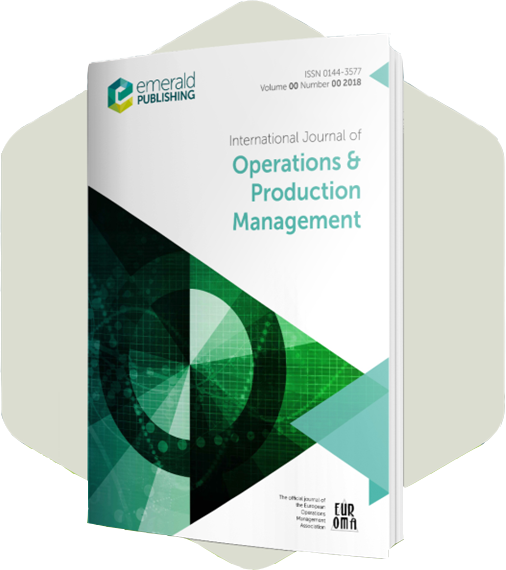 emerald
PUBLISHING
ISSN 0144-3577
Volume 00 Number 00 2018
International Journal of
Operations &
Production
Management
The official journal of
the European
Operations
Management
Association
EUR
OMA